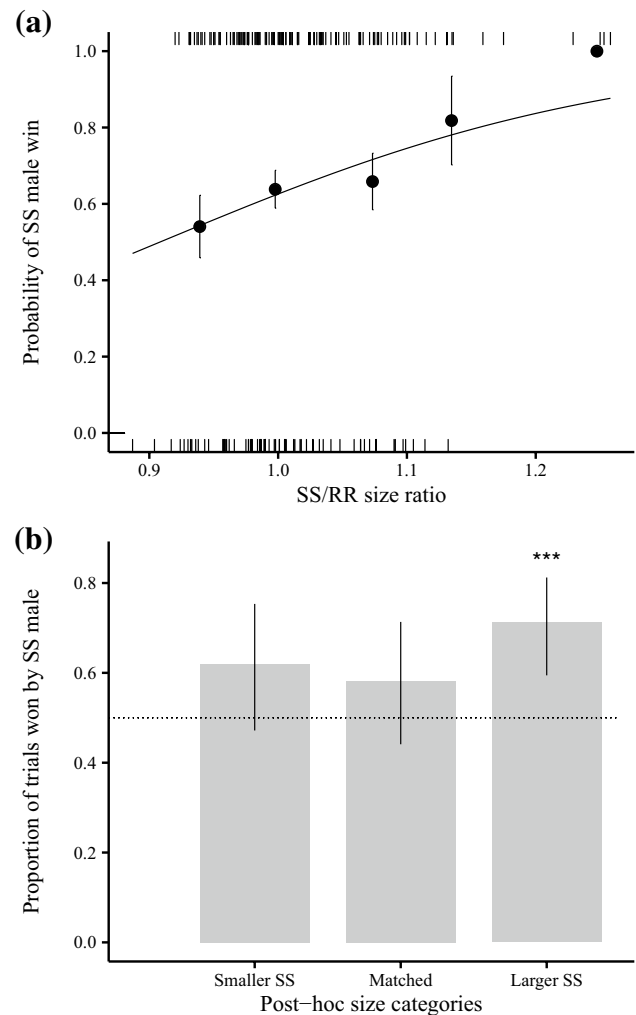 (a)
Probability of SS male win
1.0
0.8
0.6
0.4
0.2
0.0
0.9 1.0 1.1 1.2
SS/RR size ratio
(b)
Proportion of trials won by SS male
***
0.8
0.6
0.4
0.2
0.0
Smaller SS Matched Larger SS
Post−hoc size categories